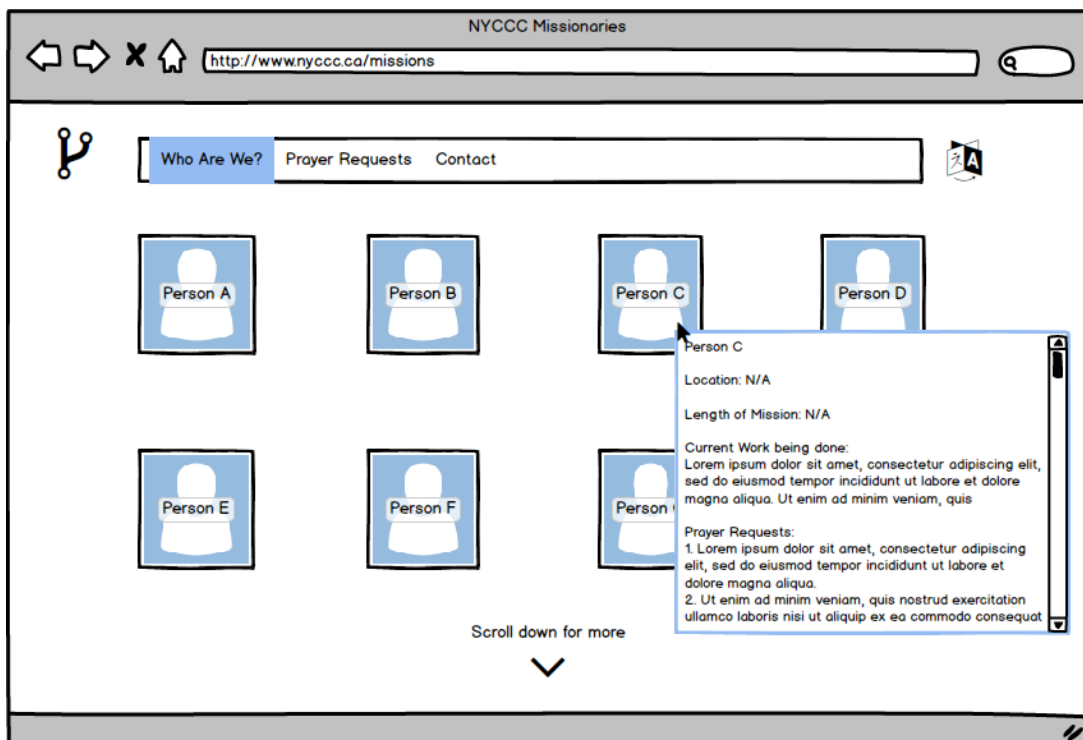 NYCCC Missionaries
http://www.nyccc.ca/missions
Who Are We? Prayer Requests Contact
A
Person A
Person B
Person C
Person D
Person C
Location: N/A
Length of Mission: N/A
Current Work being done:
Lorem ipsum dolor sit amet, consectetur adipiscing elit,
sed do eiusmod tempor incididunt ut labore et dolore
magna aliqua. Ut enim ad minim veniam, quis
Prayer Requests:
1. Lorem ipsum dolor sit amet, consectetur adipiscing
elit, sed do eiusmod tempor incididunt ut labore et
dolore magna aliqua.
2. Ut enim ad minim veniam, quis nostrud exercitation
ullamco laboris nisi ut aliquip ex ea commodo consequat
Person E
Person F
Person
Scroll down for more